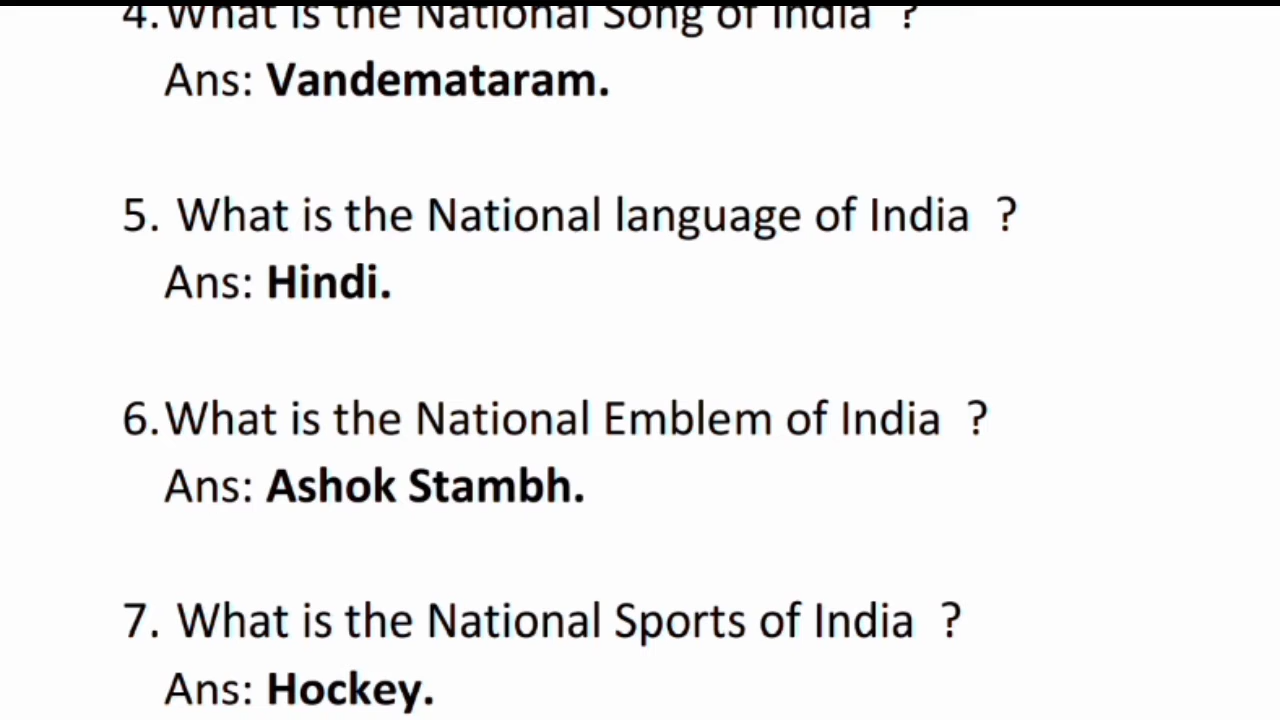 4. What is the National Song of India ?
Ans: Vandemataram.
5. What is the National language of India ?
Ans: Hindi.
6. What is the National Emblem of India ?
Ans: Ashok Stambh.
7. What is the National Sports of India ?
Ans: Hockey.